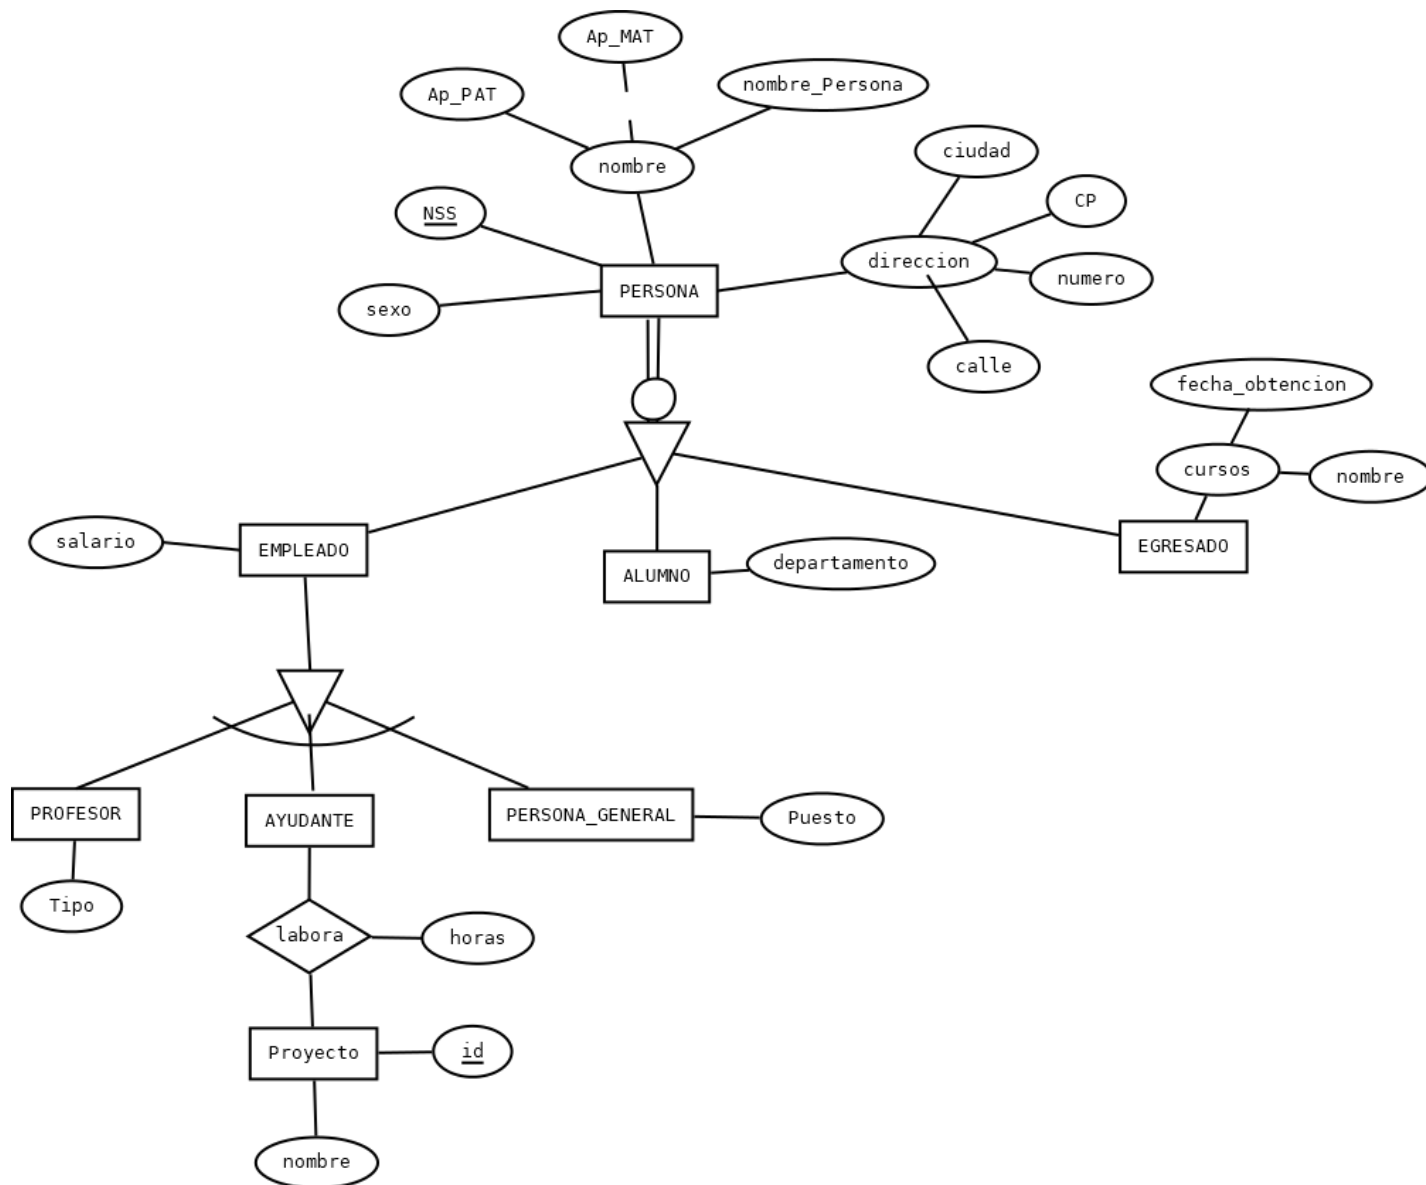 Ap_MAT
nombre_Persona
Ap_PAT
ciudad
nombre
CP
NSS
direccion
numero
PERSONA
sexo
calle
fecha_obtencion
cursos
nombre
salario
EMPLEADO
EGRESADO
departamento
ALUMNO
PROFESOR
PERSONA_GENERAL
Puesto
AYUDANTE
Tipo
labora
horas
Proyecto
id
nombre